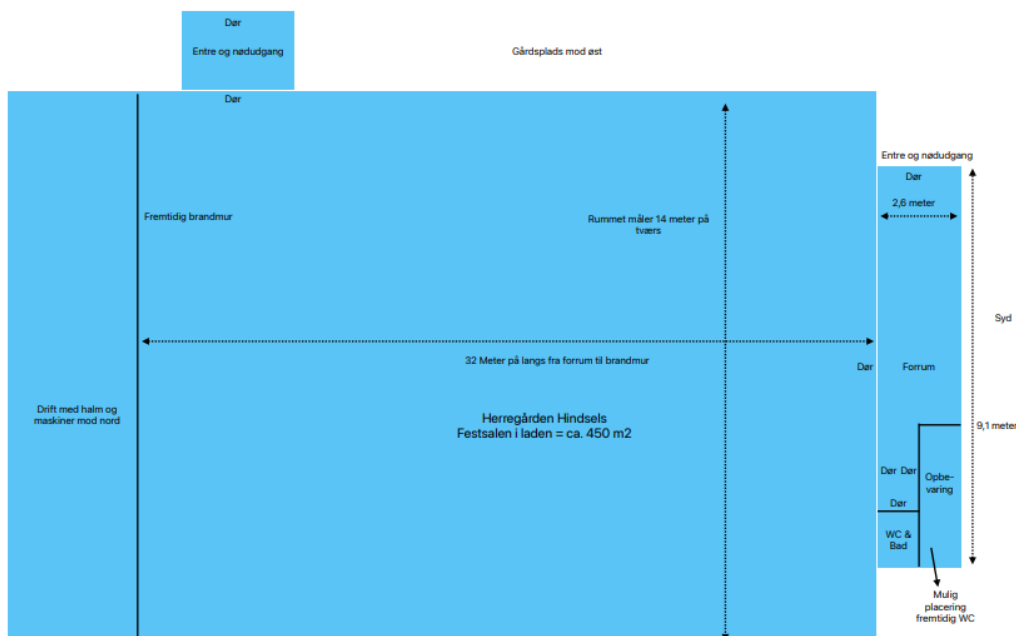 Dør
Entre og nødudgang
Gårdsplads mod øst
Dør
Entre og nødudgang
Dør
2,6 meter
Fremtidig brandmur
Rummet måler 14 meter på
tværs
Syd
32 Meter på langs fra forrum til brandmur
Dør
Forrum
Drift med halm og
maskiner mod nord
Herregården Hindsels
Festsalen i laden = ca. 450 m2
9,1 meter
Dør Dør
Opbe-
varing
Dør
WC &
Bad
Mulig
placering
fremtidig WC